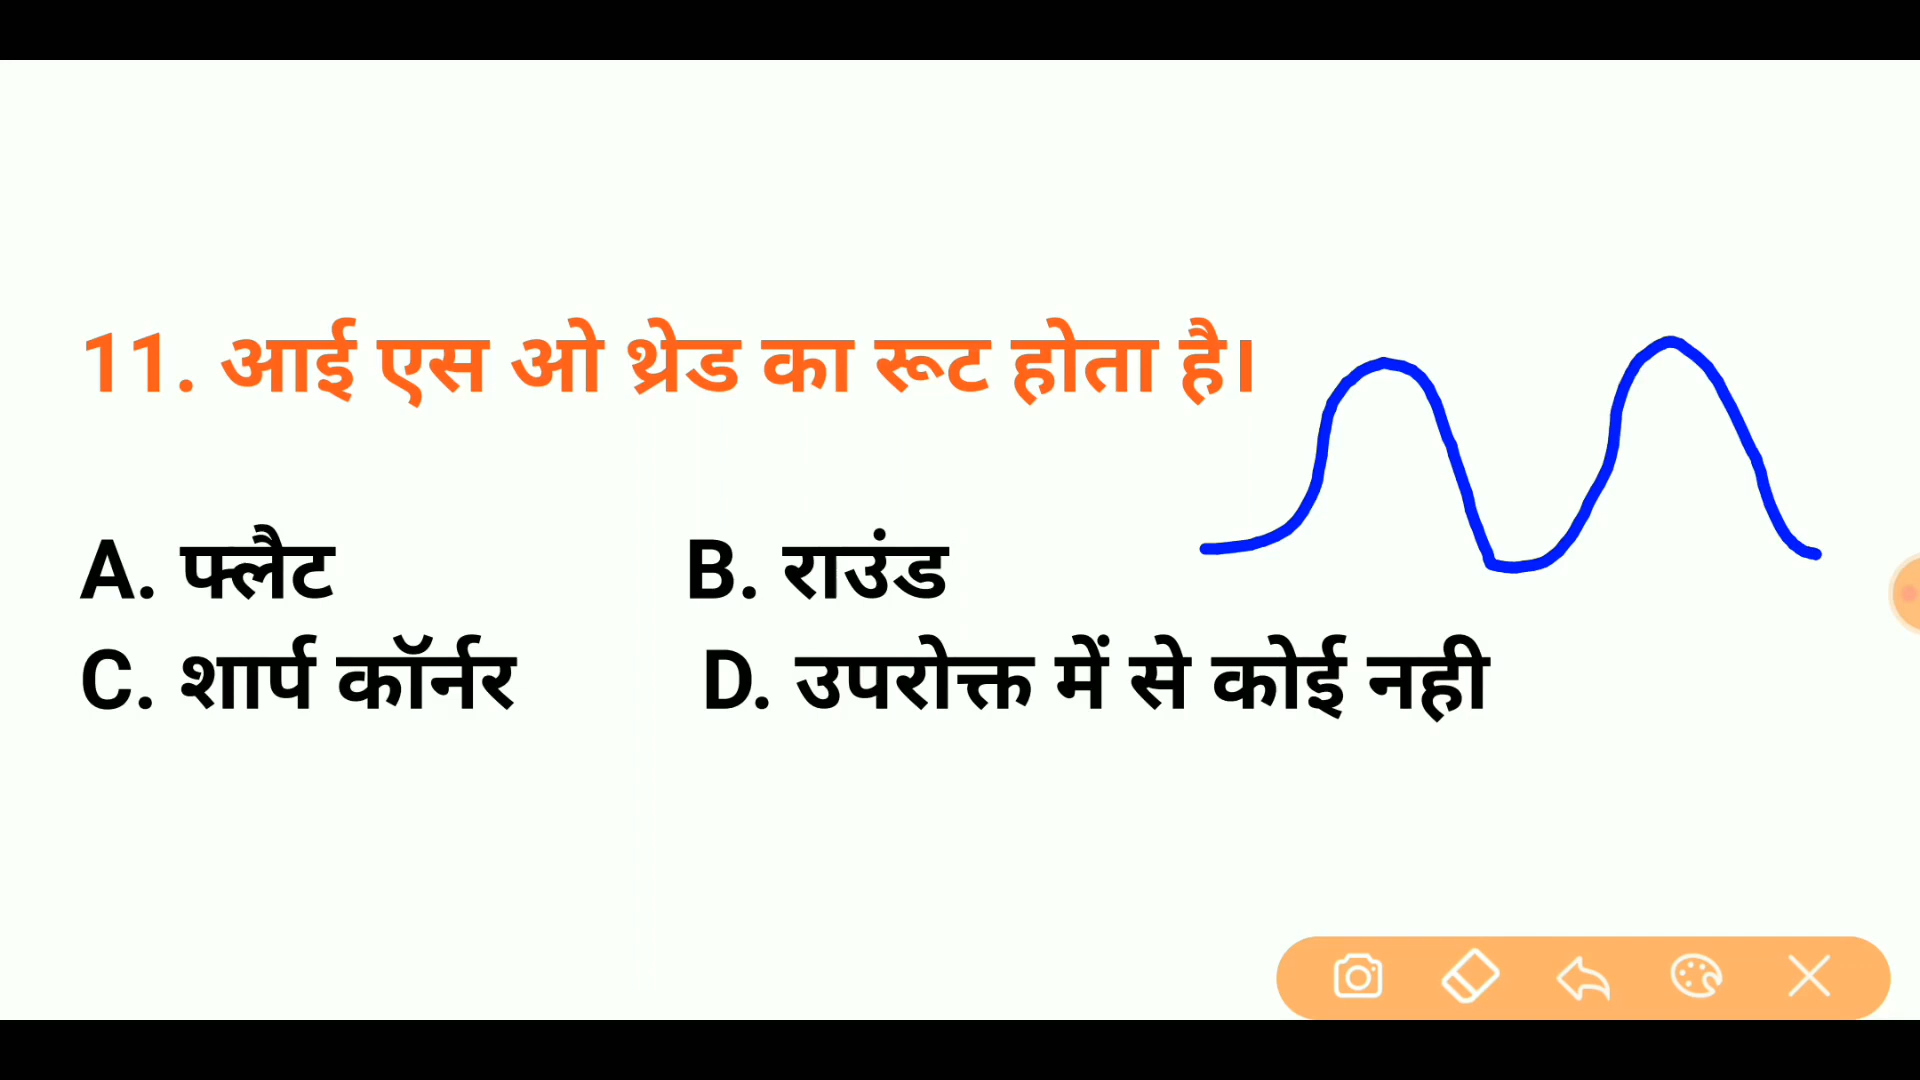 11. आई एस ओ थ्रेड का रूट होता है।
A. फ्लैट B. राउंड
C. शार्प कॉर्नर D. उपरोक्त में से कोई नही